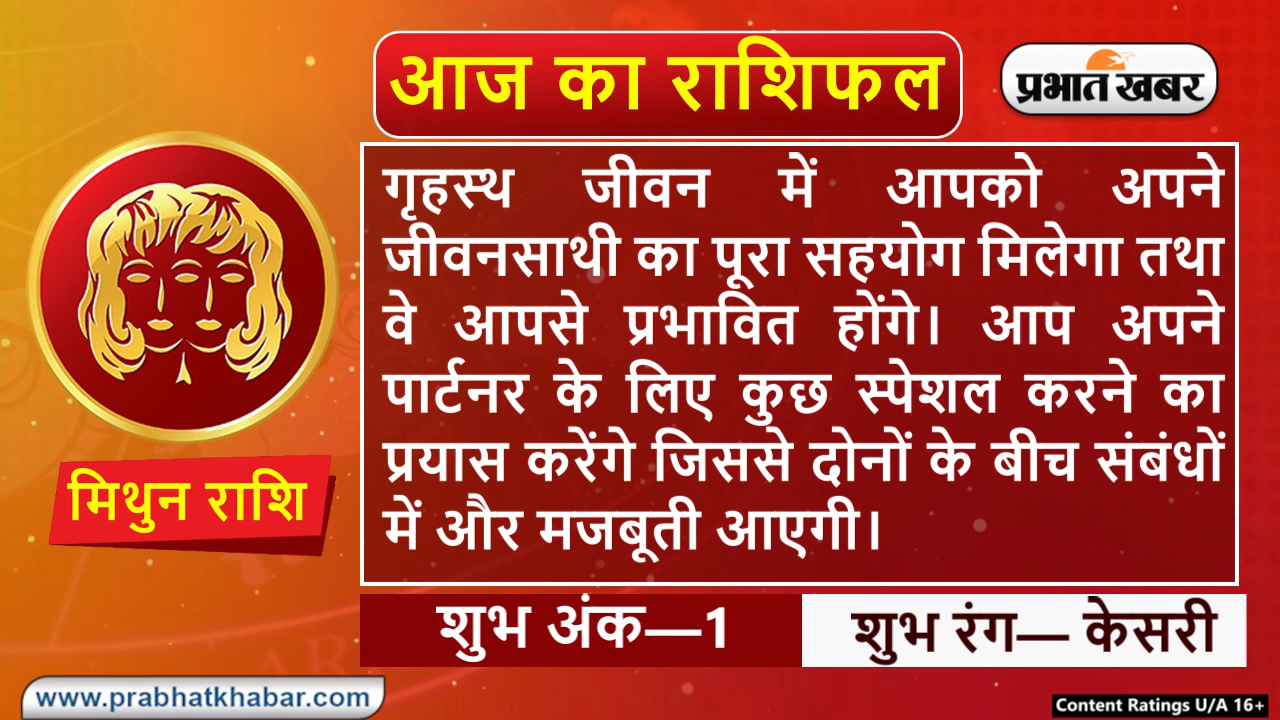 आज का राशिफल
प्रभात खबर
गृहस्थ जीवन में आपको अपने
जीवनसाथी का पूरा सहयोग मिलेगा तथा
वे आपसे प्रभावित होंगे। आप अपने
पार्टनर के लिए कुछ स्पेशल करने का
प्रयास करेंगे जिससे दोनों के बीच संबंधों
में और मजबूती आएगी।
मिथुन राशि
शुभ अंक—1
शुभ रंग— केसरी
www.prabhatkhabar.com
Content Ratings U/A 16+